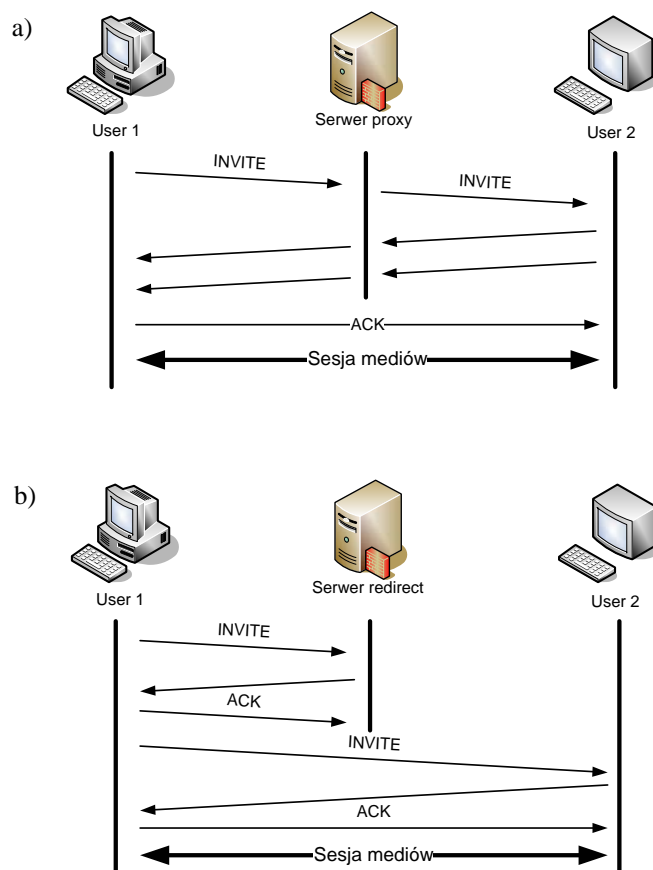 a)
User 1
Serwer proxy
User 2
INVITE
INVITE
ACK
Sesja mediów
b)
User 1
Serwer redirect
User 2
INVITE
ACK
INVITE
ACK
Sesja mediów